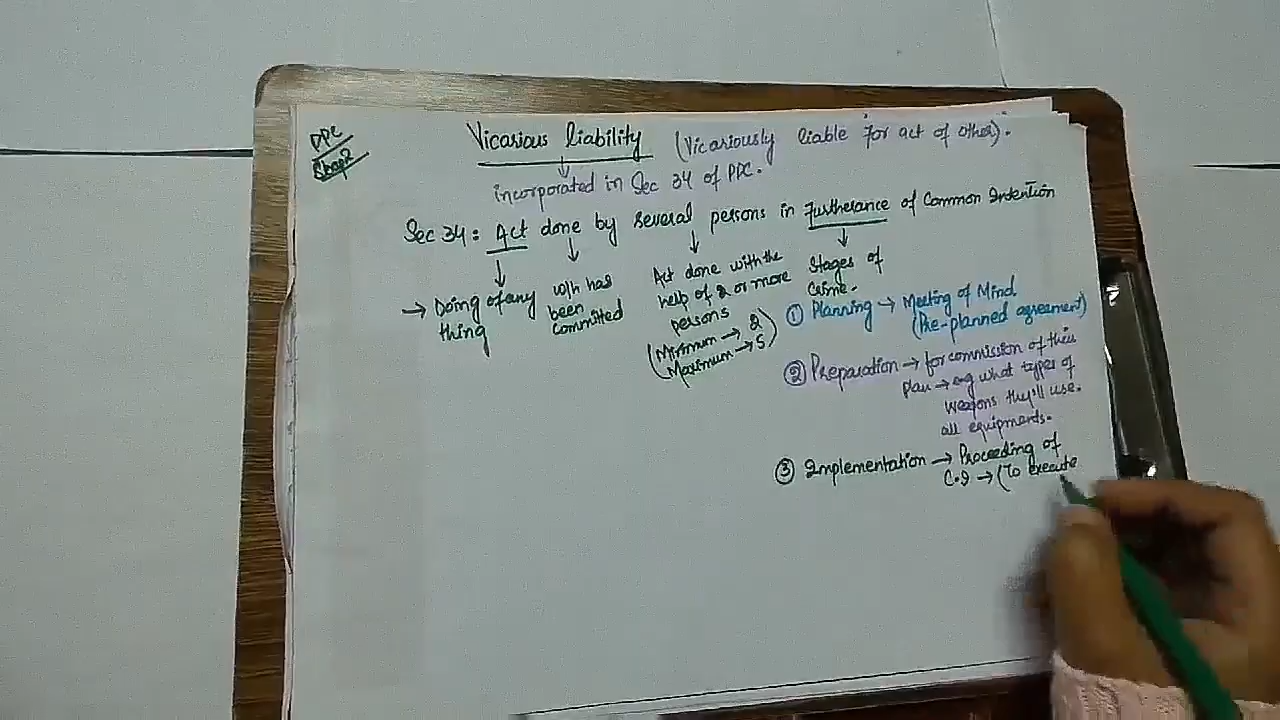 PPC
Chap 2
Vicarious liability (Vicariously liable for act of other).
incorporated in Sec 34 of PPC.
Sec 34: Act done by several persons in Furtherance of Common Intention
→ Doing of any
thing
w/h has
been
committed
Act done with the
help of 2 or more
persons
(Minimum → 2
Maximum → 5)
Stages of
Crime.
① Planning → Meeting of Mind
(Pre-planned agreement)
② Preparation → for commission of their
plan → eg what types of
weapons they'll use.
all equipments.
③ Implementation → Proceeding of
C.I → (To execute